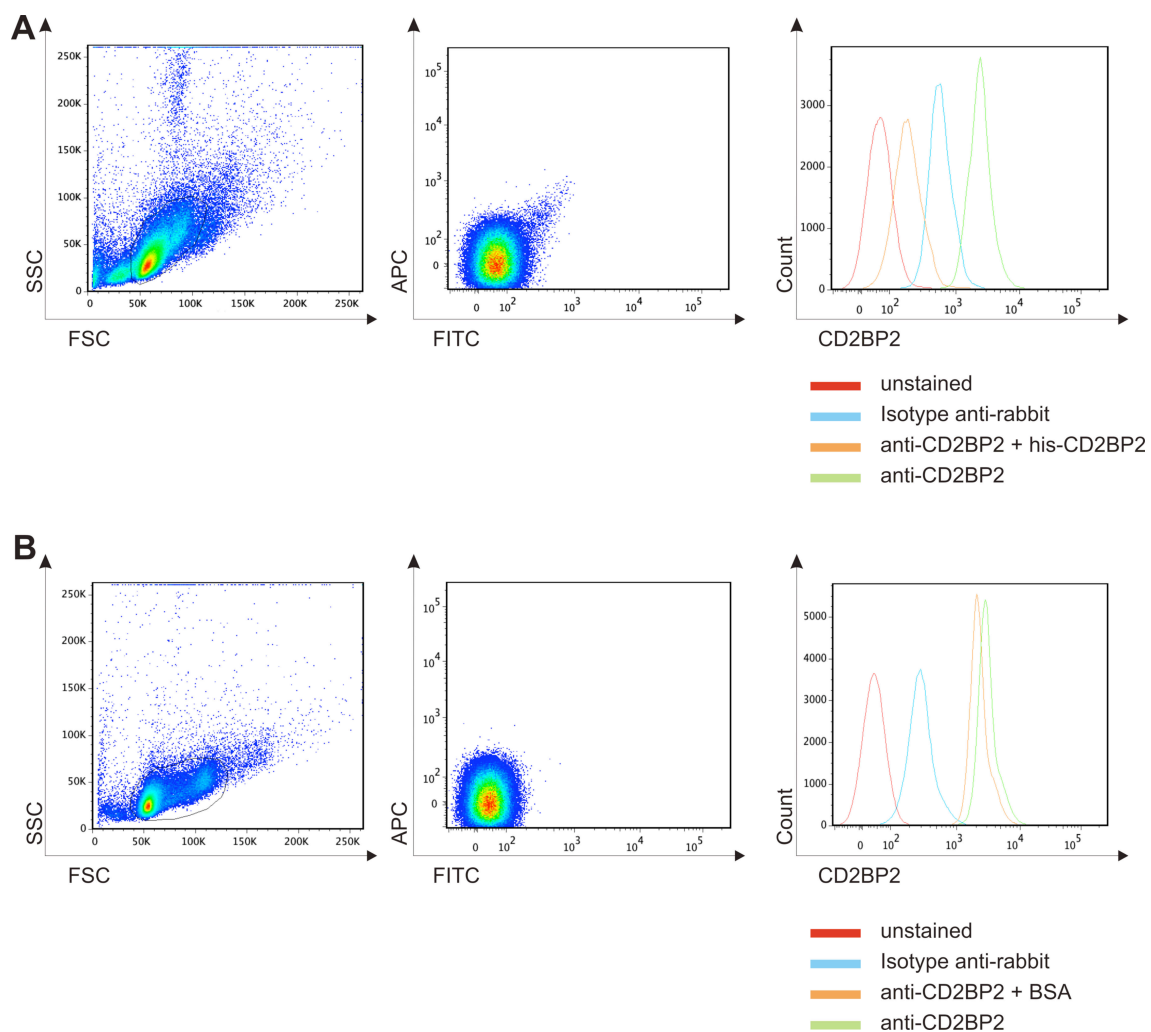 A
250K
200K
150K
100K
50K
0
0 50K 100K 150K 200K 250K
SSC
FSC
10^5
10^4
10^3
10^2
0
0 10^2 10^3 10^4 10^5
APC
FITC
3000
2000
1000
0
0 10^2 10^3 10^4 10^5
Count
CD2BP2
unstained
Isotype anti-rabbit
anti-CD2BP2 + his-CD2BP2
anti-CD2BP2
B
250K
200K
150K
100K
50K
0
0 50K 100K 150K 200K 250K
SSC
FSC
10^5
10^4
10^3
10^2
0
0 10^2 10^3 10^4 10^5
APC
FITC
5000
4000
3000
2000
1000
0
0 10^2 10^3 10^4 10^5
Count
CD2BP2
unstained
Isotype anti-rabbit
anti-CD2BP2 + BSA
anti-CD2BP2